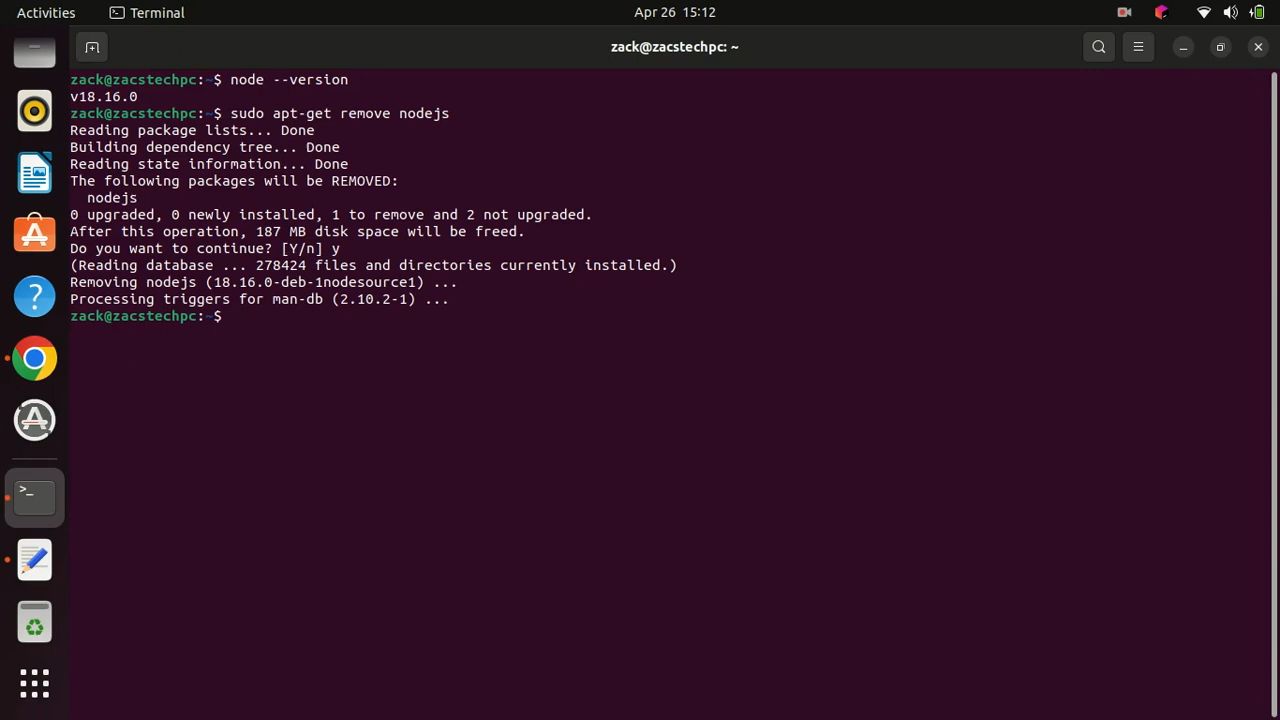 Activities
Terminal
Apr 26 15:12
zack@zacstechpc: ~
zack@zacstechpc:~$ node --version
v18.16.0
zack@zacstechpc:~$ sudo apt-get remove nodejs
Reading package lists... Done
Building dependency tree... Done
Reading state information... Done
The following packages will be REMOVED:
  nodejs
0 upgraded, 0 newly installed, 1 to remove and 2 not upgraded.
After this operation, 187 MB disk space will be freed.
Do you want to continue? [Y/n] y
(Reading database ... 278424 files and directories currently installed.)
Removing nodejs (18.16.0-deb-1nodesource1) ...
Processing triggers for man-db (2.10.2-1) ...
zack@zacstechpc:~$